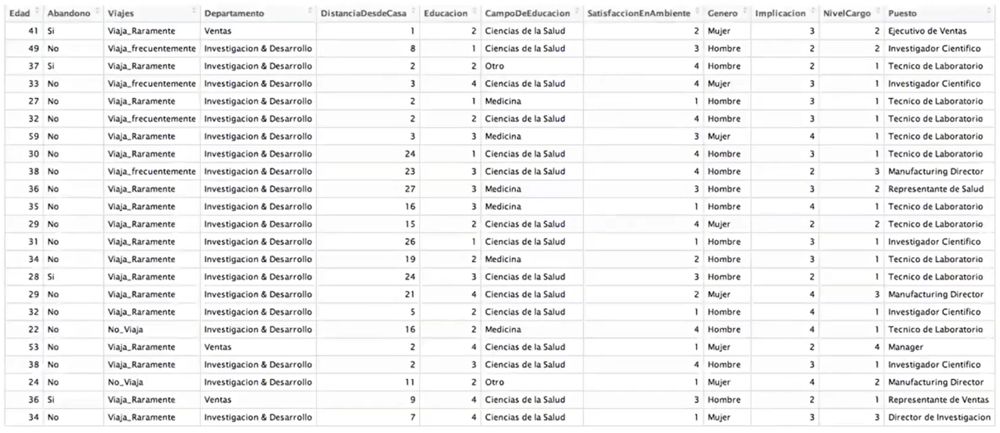 Edad Abandono Viajes Departamento DistanciaDesdeCasa Educacion CampoDeEducacion SatisfaccionEnAmbiente Genero Implicacion NivelCargo Puesto
41 Si Viaja_Raramente Ventas 1 2 Ciencias de la Salud 2 Mujer 3 2 Ejecutivo de Ventas
49 No Viaja_frecuentemente Investigacion & Desarrollo 8 1 Ciencias de la Salud 3 Hombre 2 2 Investigador Cientifico
37 Si Viaja_Raramente Investigacion & Desarrollo 2 2 Otro 4 Hombre 2 1 Tecnico de Laboratorio
33 No Viaja_frecuentemente Investigacion & Desarrollo 3 4 Ciencias de la Salud 4 Mujer 3 1 Investigador Cientifico
27 No Viaja_Raramente Investigacion & Desarrollo 2 1 Medicina 1 Hombre 3 1 Tecnico de Laboratorio
32 No Viaja_frecuentemente Investigacion & Desarrollo 2 2 Ciencias de la Salud 4 Hombre 3 1 Tecnico de Laboratorio
59 No Viaja_Raramente Investigacion & Desarrollo 3 3 Medicina 3 Mujer 4 1 Tecnico de Laboratorio
30 No Viaja_Raramente Investigacion & Desarrollo 24 1 Ciencias de la Salud 4 Hombre 3 1 Tecnico de Laboratorio
38 No Viaja_frecuentemente Investigacion & Desarrollo 23 3 Ciencias de la Salud 4 Hombre 2 3 Manufacturing Director
36 No Viaja_Raramente Investigacion & Desarrollo 27 3 Medicina 3 Hombre 3 2 Representante de Salud
35 No Viaja_Raramente Investigacion & Desarrollo 16 3 Medicina 1 Hombre 4 1 Tecnico de Laboratorio
29 No Viaja_Raramente Investigacion & Desarrollo 15 2 Ciencias de la Salud 4 Mujer 2 2 Tecnico de Laboratorio
31 No Viaja_Raramente Investigacion & Desarrollo 26 1 Ciencias de la Salud 1 Hombre 3 1 Investigador Cientifico
34 No Viaja_Raramente Investigacion & Desarrollo 19 2 Medicina 2 Hombre 3 1 Tecnico de Laboratorio
28 Si Viaja_Raramente Investigacion & Desarrollo 24 3 Ciencias de la Salud 3 Hombre 2 1 Tecnico de Laboratorio
29 No Viaja_Raramente Investigacion & Desarrollo 21 4 Ciencias de la Salud 2 Mujer 4 3 Manufacturing Director
32 No Viaja_Raramente Investigacion & Desarrollo 5 2 Ciencias de la Salud 1 Hombre 4 1 Investigador Cientifico
22 No No_Viaja Investigacion & Desarrollo 16 2 Medicina 4 Hombre 4 1 Tecnico de Laboratorio
53 No Viaja_Raramente Ventas 2 4 Ciencias de la Salud 1 Mujer 2 4 Manager
38 No Viaja_Raramente Investigacion & Desarrollo 2 3 Ciencias de la Salud 4 Hombre 3 1 Investigador Cientifico
24 No No_Viaja Investigacion & Desarrollo 11 2 Otro 1 Mujer 4 2 Manufacturing Director
36 Si Viaja_Raramente Ventas 9 4 Ciencias de la Salud 3 Hombre 2 1 Representante de Ventas
34 No Viaja_Raramente Investigacion & Desarrollo 7 4 Ciencias de la Salud 1 Mujer 3 3 Director de Investigacion